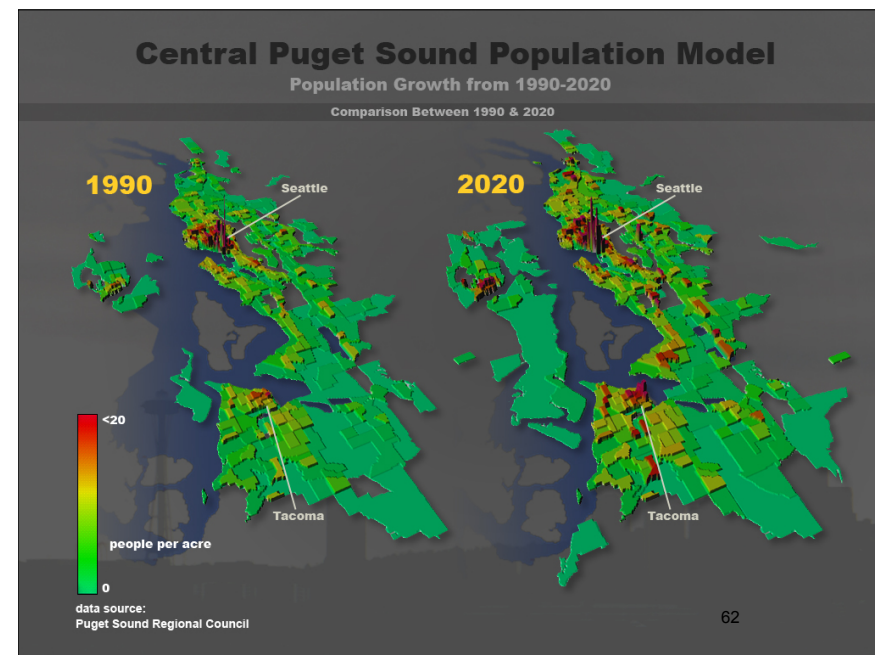 Central Puget Sound Population Model
Population Growth from 1990-2020
Comparison Between 1990 & 2020
1990
Seattle
2020
Seattle
<20
people per acre
0
Tacoma
Tacoma
data source:
Puget Sound Regional Council
62